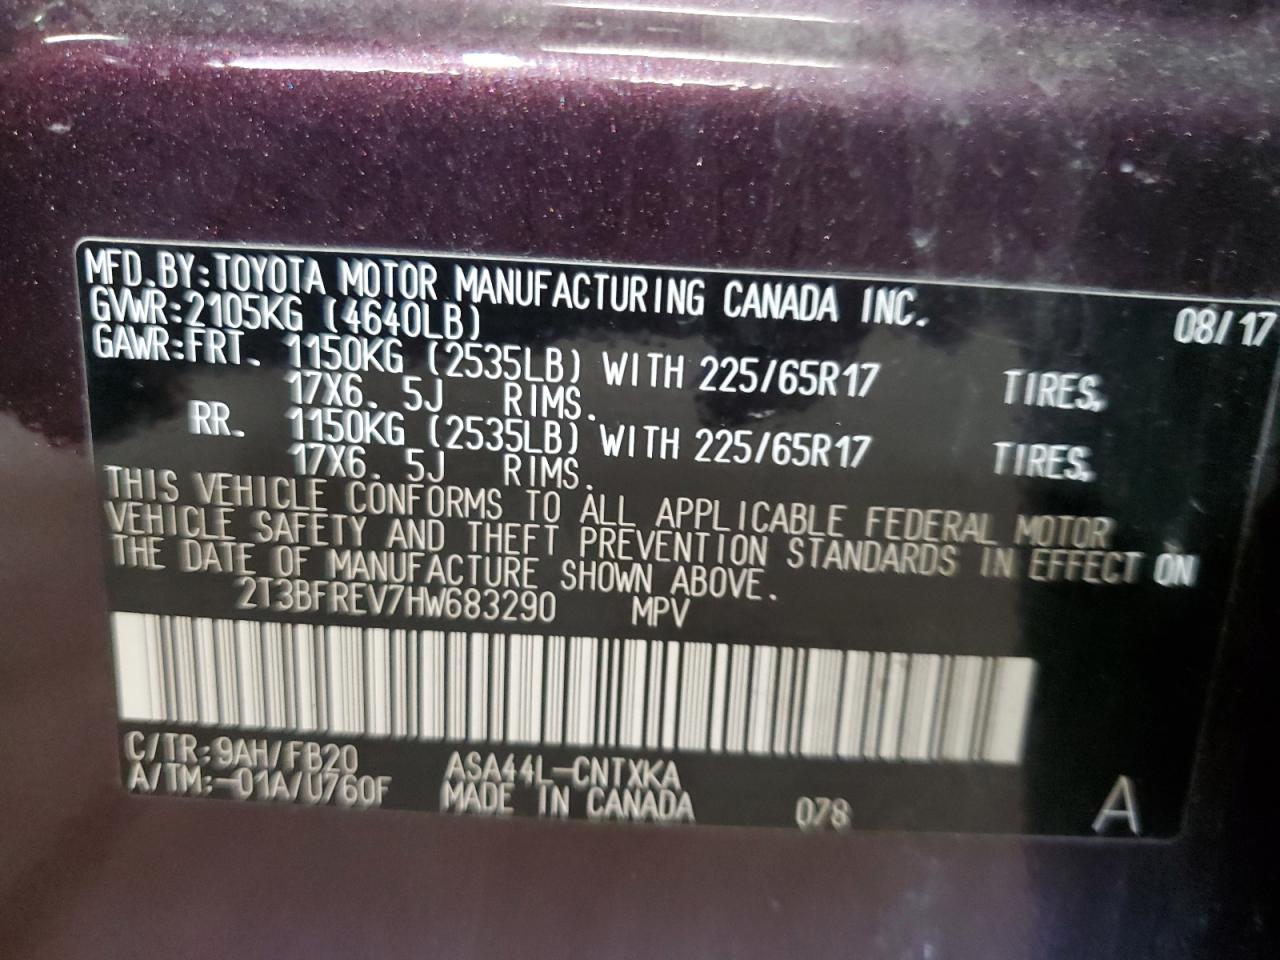 MFD.BY:TOYOTA MOTOR MANUFACTURING CANADA INC. 08/17
GVWR:2105KG (4640LB)
GAWR:FRT. 1150KG (2535LB) WITH 225/65R17 TIRES,
17X6. 5J RIMS.
RR. 1150KG (2535LB) WITH 225/65R17 TIRES,
17X6. 5J RIMS.
THIS VEHICLE CONFORMS TO ALL APPLICABLE FEDERAL MOTOR
VEHICLE SAFETY AND THEFT PREVENTION STANDARDS IN EFFECT ON
THE DATE OF MANUFACTURE SHOWN ABOVE.
2T3BFREV7HW683290 MPV
C/TR:9AH/FB20 ASA44L-CNTXKA
A/TM:-01A/U760F MADE IN CANADA 078 A